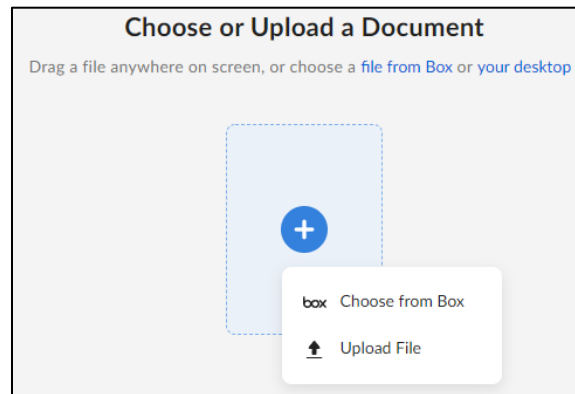 Choose or Upload a Document
Drag a file anywhere on screen, or choose a file from Box or your desktop
box Choose from Box
Upload File